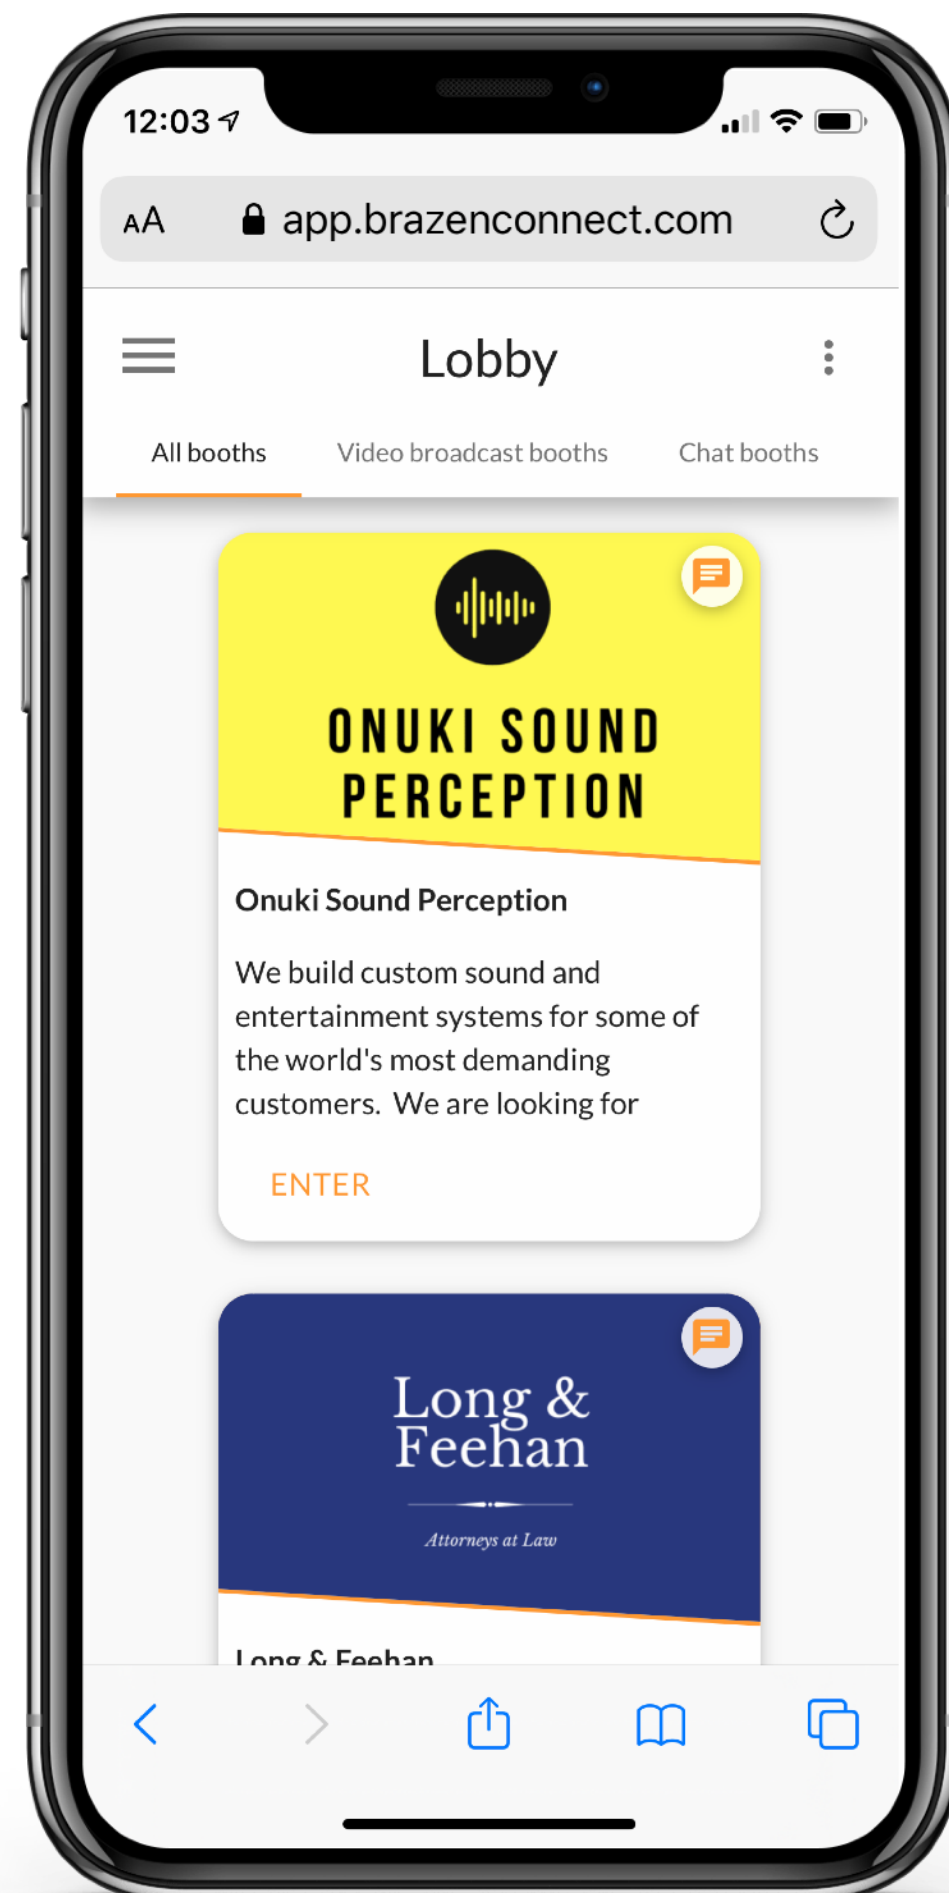 12:03
AA app.brazenconnect.com
Lobby
All booths Video broadcast booths Chat booths
ONUKI SOUND
PERCEPTION
Onuki Sound Perception
We build custom sound and
entertainment systems for some of
the world's most demanding
customers.  We are looking for
ENTER
Long &
Feehan
Attorneys at Law
Long & Feehan